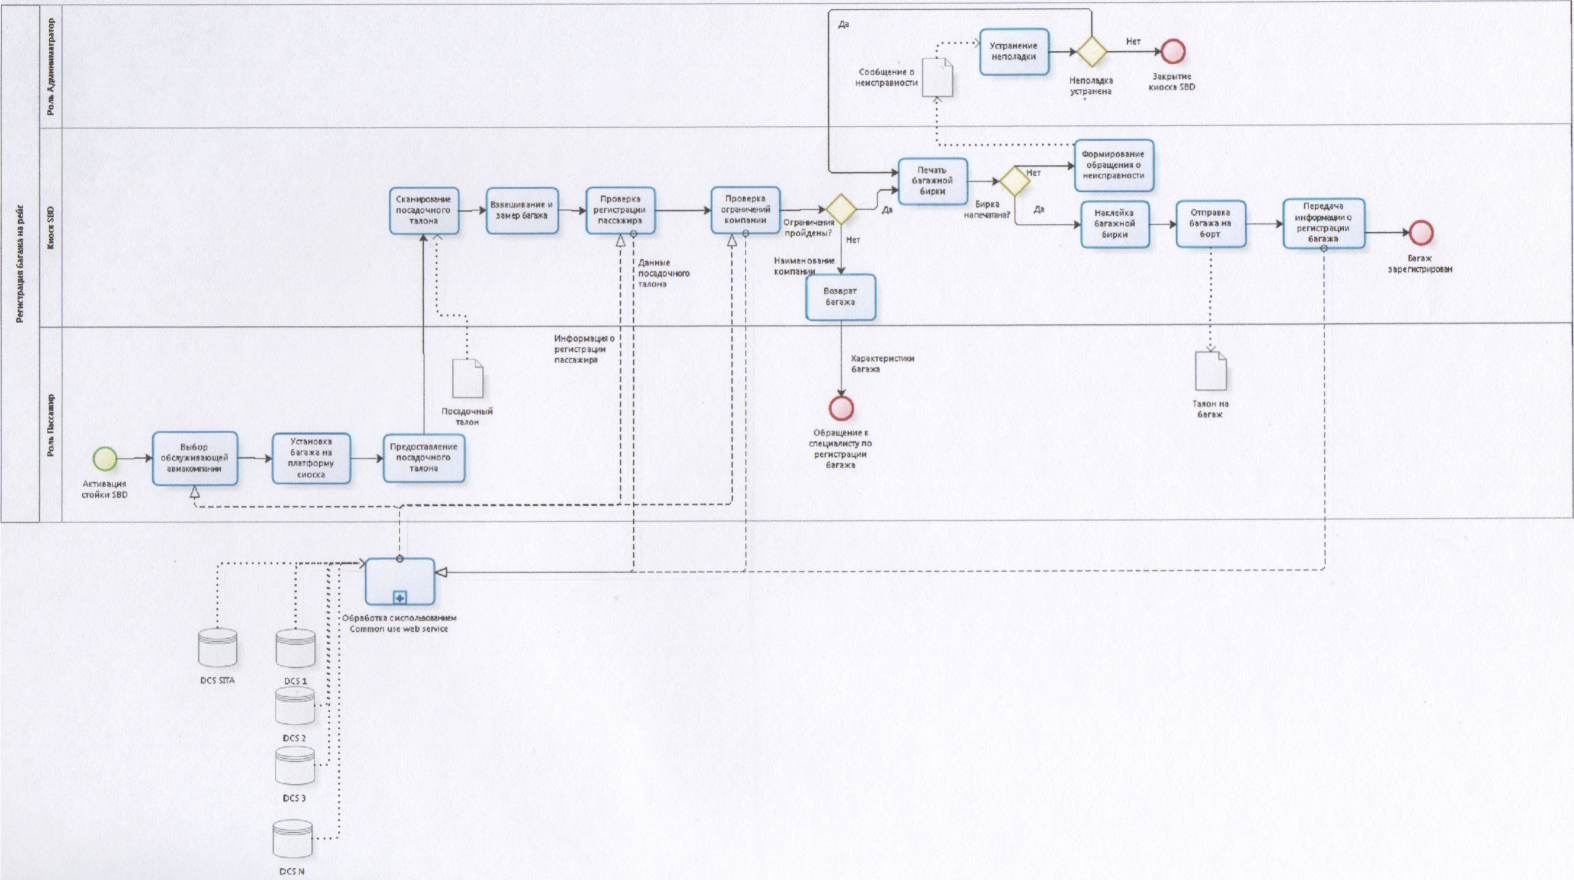 Регистрация багажа на рейс
Роль Администратор
Да
Сообщение о
неисправности
Устранение
неполадки
Неполадка
устранена
Нет
Закрытие
киоска SBD
Киоск SBD
Сканирование
посадочного
талона
Взвешивание и
замер багажа
Проверка
регистрации
пассажира
Проверка
ограничений
компании
Ограничения
пройдены?
Да
Нет
Печать
багажной
бирки
Бирка
напечатана?
Нет
Да
Формирование
обращения о
неисправности
Наклейка
багажной
бирки
Отправка
багажа на
борт
Передача
информации о
регистрации
багажа
Багаж
зарегистрирован
Данные
посадочного
талона
Наименование
компании
Возврат
багажа
Роль Пассажир
Информация о
регистрации
пассажира
Характеристики
багажа
Посадочный
талон
Талон на
багаж
Активация
стойки SBD
Выбор
обслуживающей
авиакомпании
Установка
багажа на
платформу
киоска
Предоставление
посадочного
талона
Обращение к
специалисту по
регистрации
багажа
Обработка с использованием
Common use web service
DCS SITA
DCS 1
DCS 2
DCS 3
DCS N